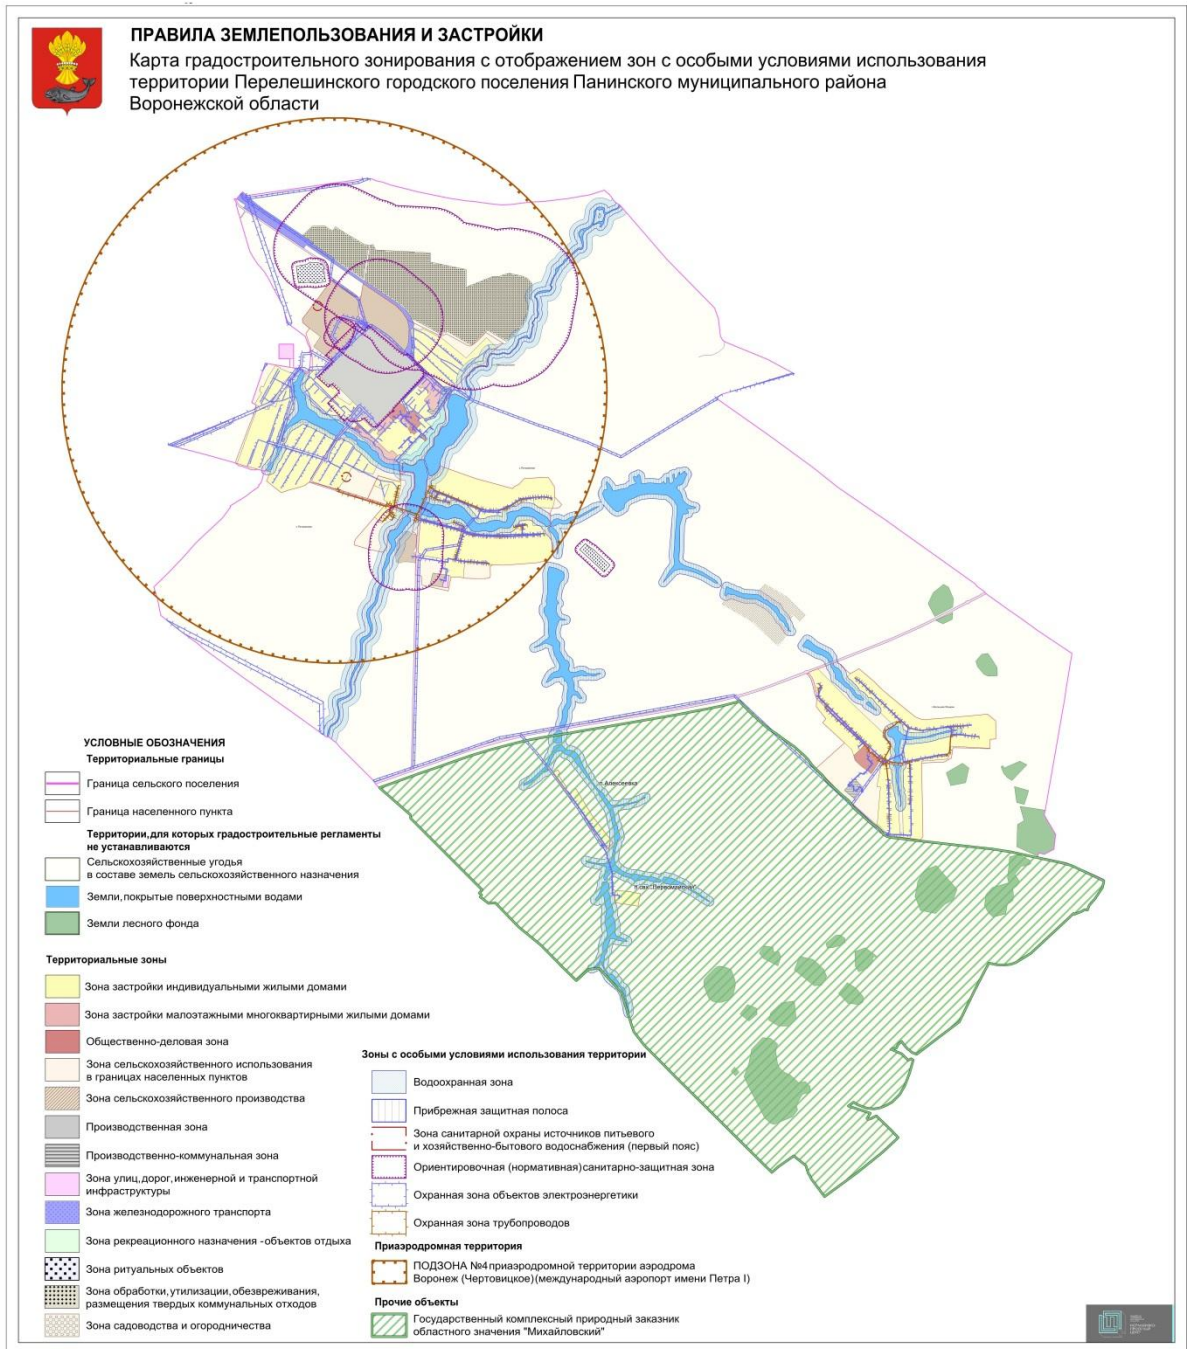 ПРАВИЛА ЗЕМЛЕПОЛЬЗОВАНИЯ И ЗАСТРОЙКИ
Карта градостроительного зонирования с отображением зон с особыми условиями использования
территории Перелешинского городского поселения Панинского муниципального района
Воронежской области
п. Алексеевка
УСЛОВНЫЕ ОБОЗНАЧЕНИЯ
Территориальные границы
Граница сельского поселения
Граница населенного пункта
Территории, для которых градостроительные регламенты
не устанавливаются
Сельскохозяйственные угодья
в составе земель сельскохозяйственного назначения
Земли, покрытые поверхностными водами
Земли лесного фонда
Территориальные зоны
Зона застройки индивидуальными жилыми домами
Зона застройки малоэтажными многоквартирными жилыми домами
Общественно-деловая зона
Зона сельскохозяйственного использования
в границах населенных пунктов
Зона сельскохозяйственного производства
Производственная зона
Производственно-коммунальная зона
Зона улиц, дорог, инженерной и транспортной
инфраструктуры
Зона железнодорожного транспорта
Зона рекреационного назначения - объектов отдыха
Зона ритуальных объектов
Зона обработки, утилизации, обезвреживания,
размещения твердых коммунальных отходов
Зона садоводства и огородничества
Зоны с особыми условиями использования территории
Водоохранная зона
Прибрежная защитная полоса
Зона санитарной охраны источников питьевого
и хозяйственно-бытового водоснабжения (первый пояс)
Ориентировочная (нормативная) санитарно-защитная зона
Охранная зона объектов электроэнергетики
Охранная зона трубопроводов
Приаэродромная территория
ПОДЗОНА №4 приаэродромной территории аэродрома
Воронеж (Чертовицкое) (международный аэропорт имени Петра I)
Прочие объекты
Государственный комплексный природный заказник
областного значения "Михайловский"